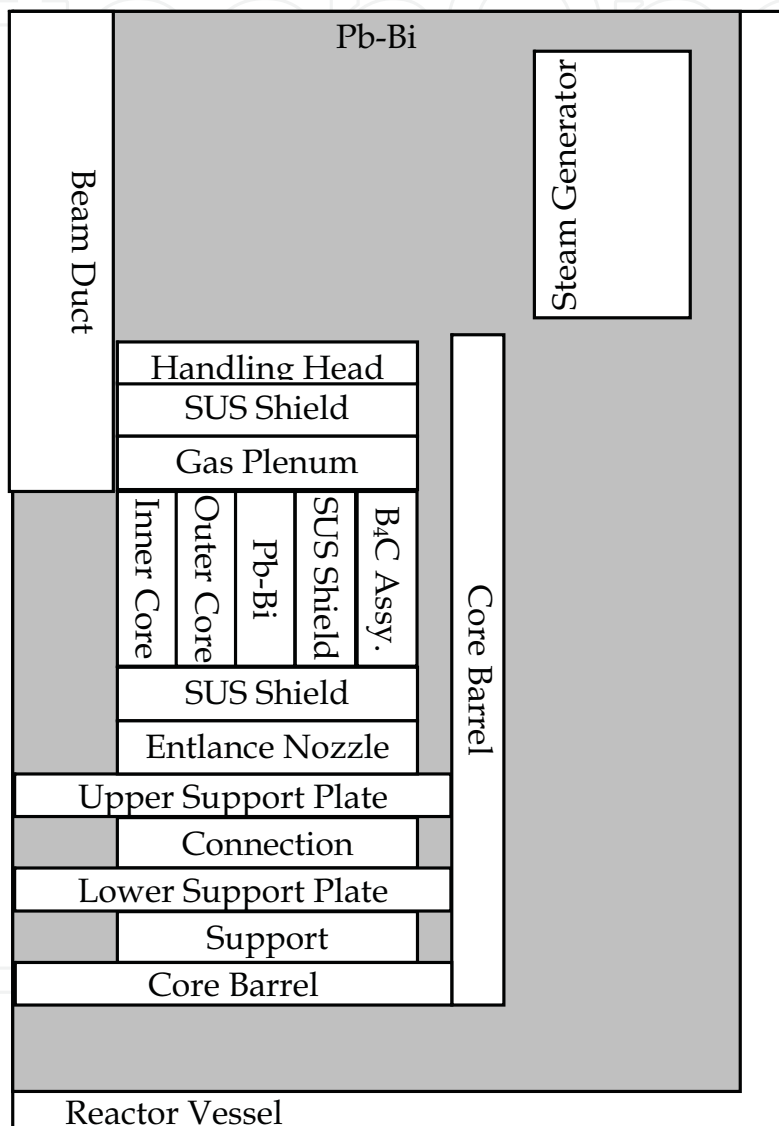 Pb-Bi
Steam Generator
Beam Duct
Handling Head
SUS Shield
Gas Plenum
Inner Core
Outer Core
Pb-Bi
SUS Shield
B₄C Assy.
Core Barrel
SUS Shield
Entlance Nozzle
Upper Support Plate
Connection
Lower Support Plate
Support
Core Barrel
Reactor Vessel